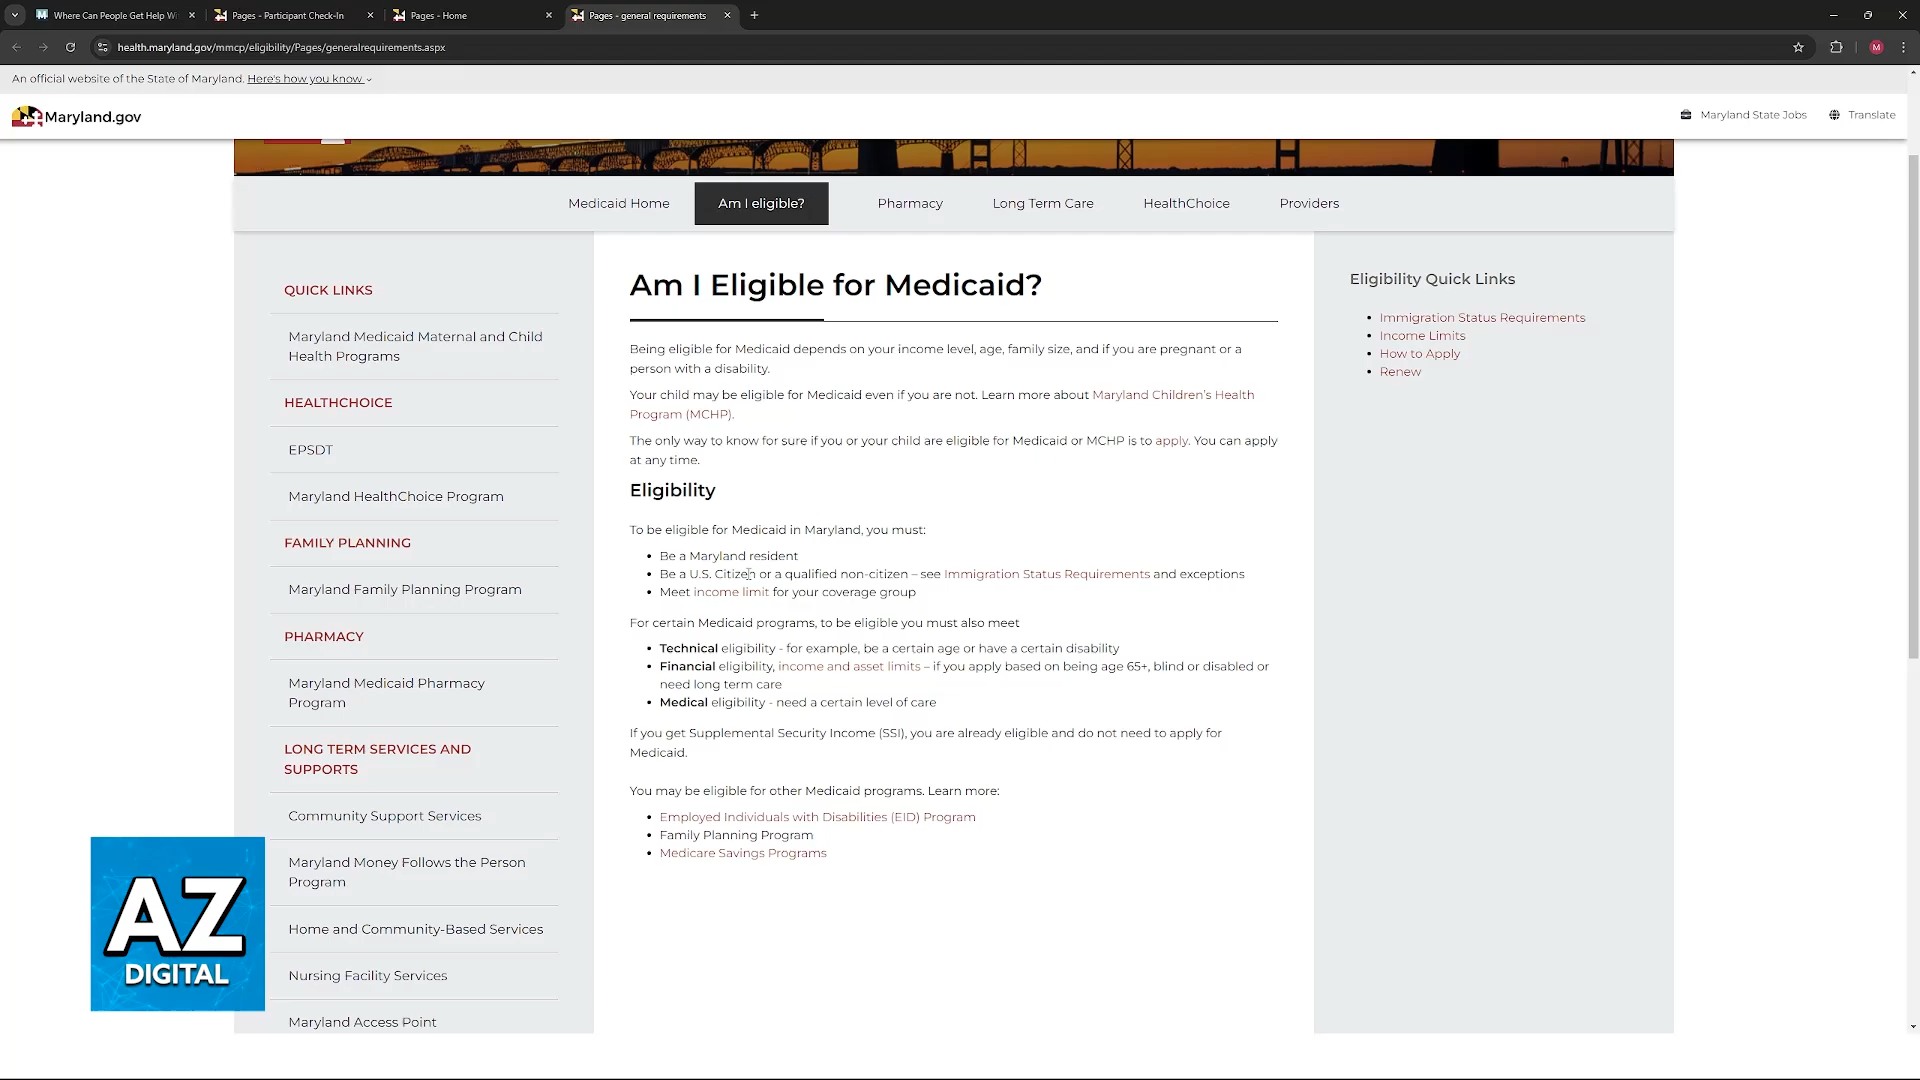 Where Can People Get Help Wi
Pages - Participant Check-In
Pages - Home
Pages - general requirements
health.maryland.gov/mmcp/eligibility/Pages/generalrequirements.aspx
M
An official website of the State of Maryland. Here's how you know
Maryland.gov
Maryland State Jobs
Translate
Medicaid Home
Am I eligible?
Pharmacy
Long Term Care
HealthChoice
Providers
QUICK LINKS
Maryland Medicaid Maternal and Child
Health Programs
HEALTHCHOICE
EPSDT
Maryland HealthChoice Program
FAMILY PLANNING
Maryland Family Planning Program
PHARMACY
Maryland Medicaid Pharmacy
Program
LONG TERM SERVICES AND
SUPPORTS
Community Support Services
Maryland Money Follows the Person
Program
Home and Community-Based Services
Nursing Facility Services
Maryland Access Point
Am I Eligible for Medicaid?
Being eligible for Medicaid depends on your income level, age, family size, and if you are pregnant or a
person with a disability.
Your child may be eligible for Medicaid even if you are not. Learn more about Maryland Children's Health
Program (MCHP).
The only way to know for sure if you or your child are eligible for Medicaid or MCHP is to apply. You can apply
at any time.
Eligibility
To be eligible for Medicaid in Maryland, you must:
• Be a Maryland resident
• Be a U.S. Citizen or a qualified non-citizen – see Immigration Status Requirements and exceptions
• Meet income limit for your coverage group
For certain Medicaid programs, to be eligible you must also meet
• Technical eligibility - for example, be a certain age or have a certain disability
• Financial eligibility, income and asset limits – if you apply based on being age 65+, blind or disabled or
need long term care
• Medical eligibility - need a certain level of care
If you get Supplemental Security Income (SSI), you are already eligible and do not need to apply for
Medicaid.
You may be eligible for other Medicaid programs. Learn more:
• Employed Individuals with Disabilities (EID) Program
• Family Planning Program
• Medicare Savings Programs
Eligibility Quick Links
• Immigration Status Requirements
• Income Limits
• How to Apply
• Renew
AZ
DIGITAL